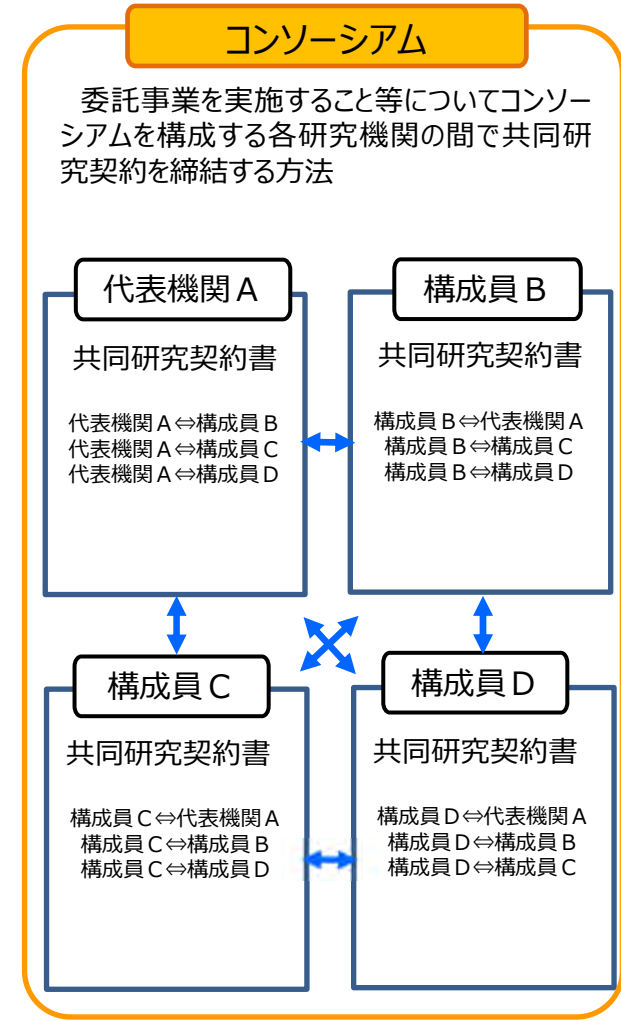 コンソーシアム
委託事業を実施すること等についてコンソー
シアムを構成する各研究機関の間で共同研
究契約を締結する方法
代表機関A
共同研究契約書
代表機関A⇔構成員B
代表機関A⇔構成員C
代表機関A⇔構成員D
構成員B
共同研究契約書
構成員B⇔代表機関A
構成員B⇔構成員C
構成員B⇔構成員D
構成員C
共同研究契約書
構成員C⇔代表機関A
構成員C⇔構成員B
構成員C⇔構成員D
構成員D
共同研究契約書
構成員D⇔代表機関A
構成員D⇔構成員B
構成員D⇔構成員C